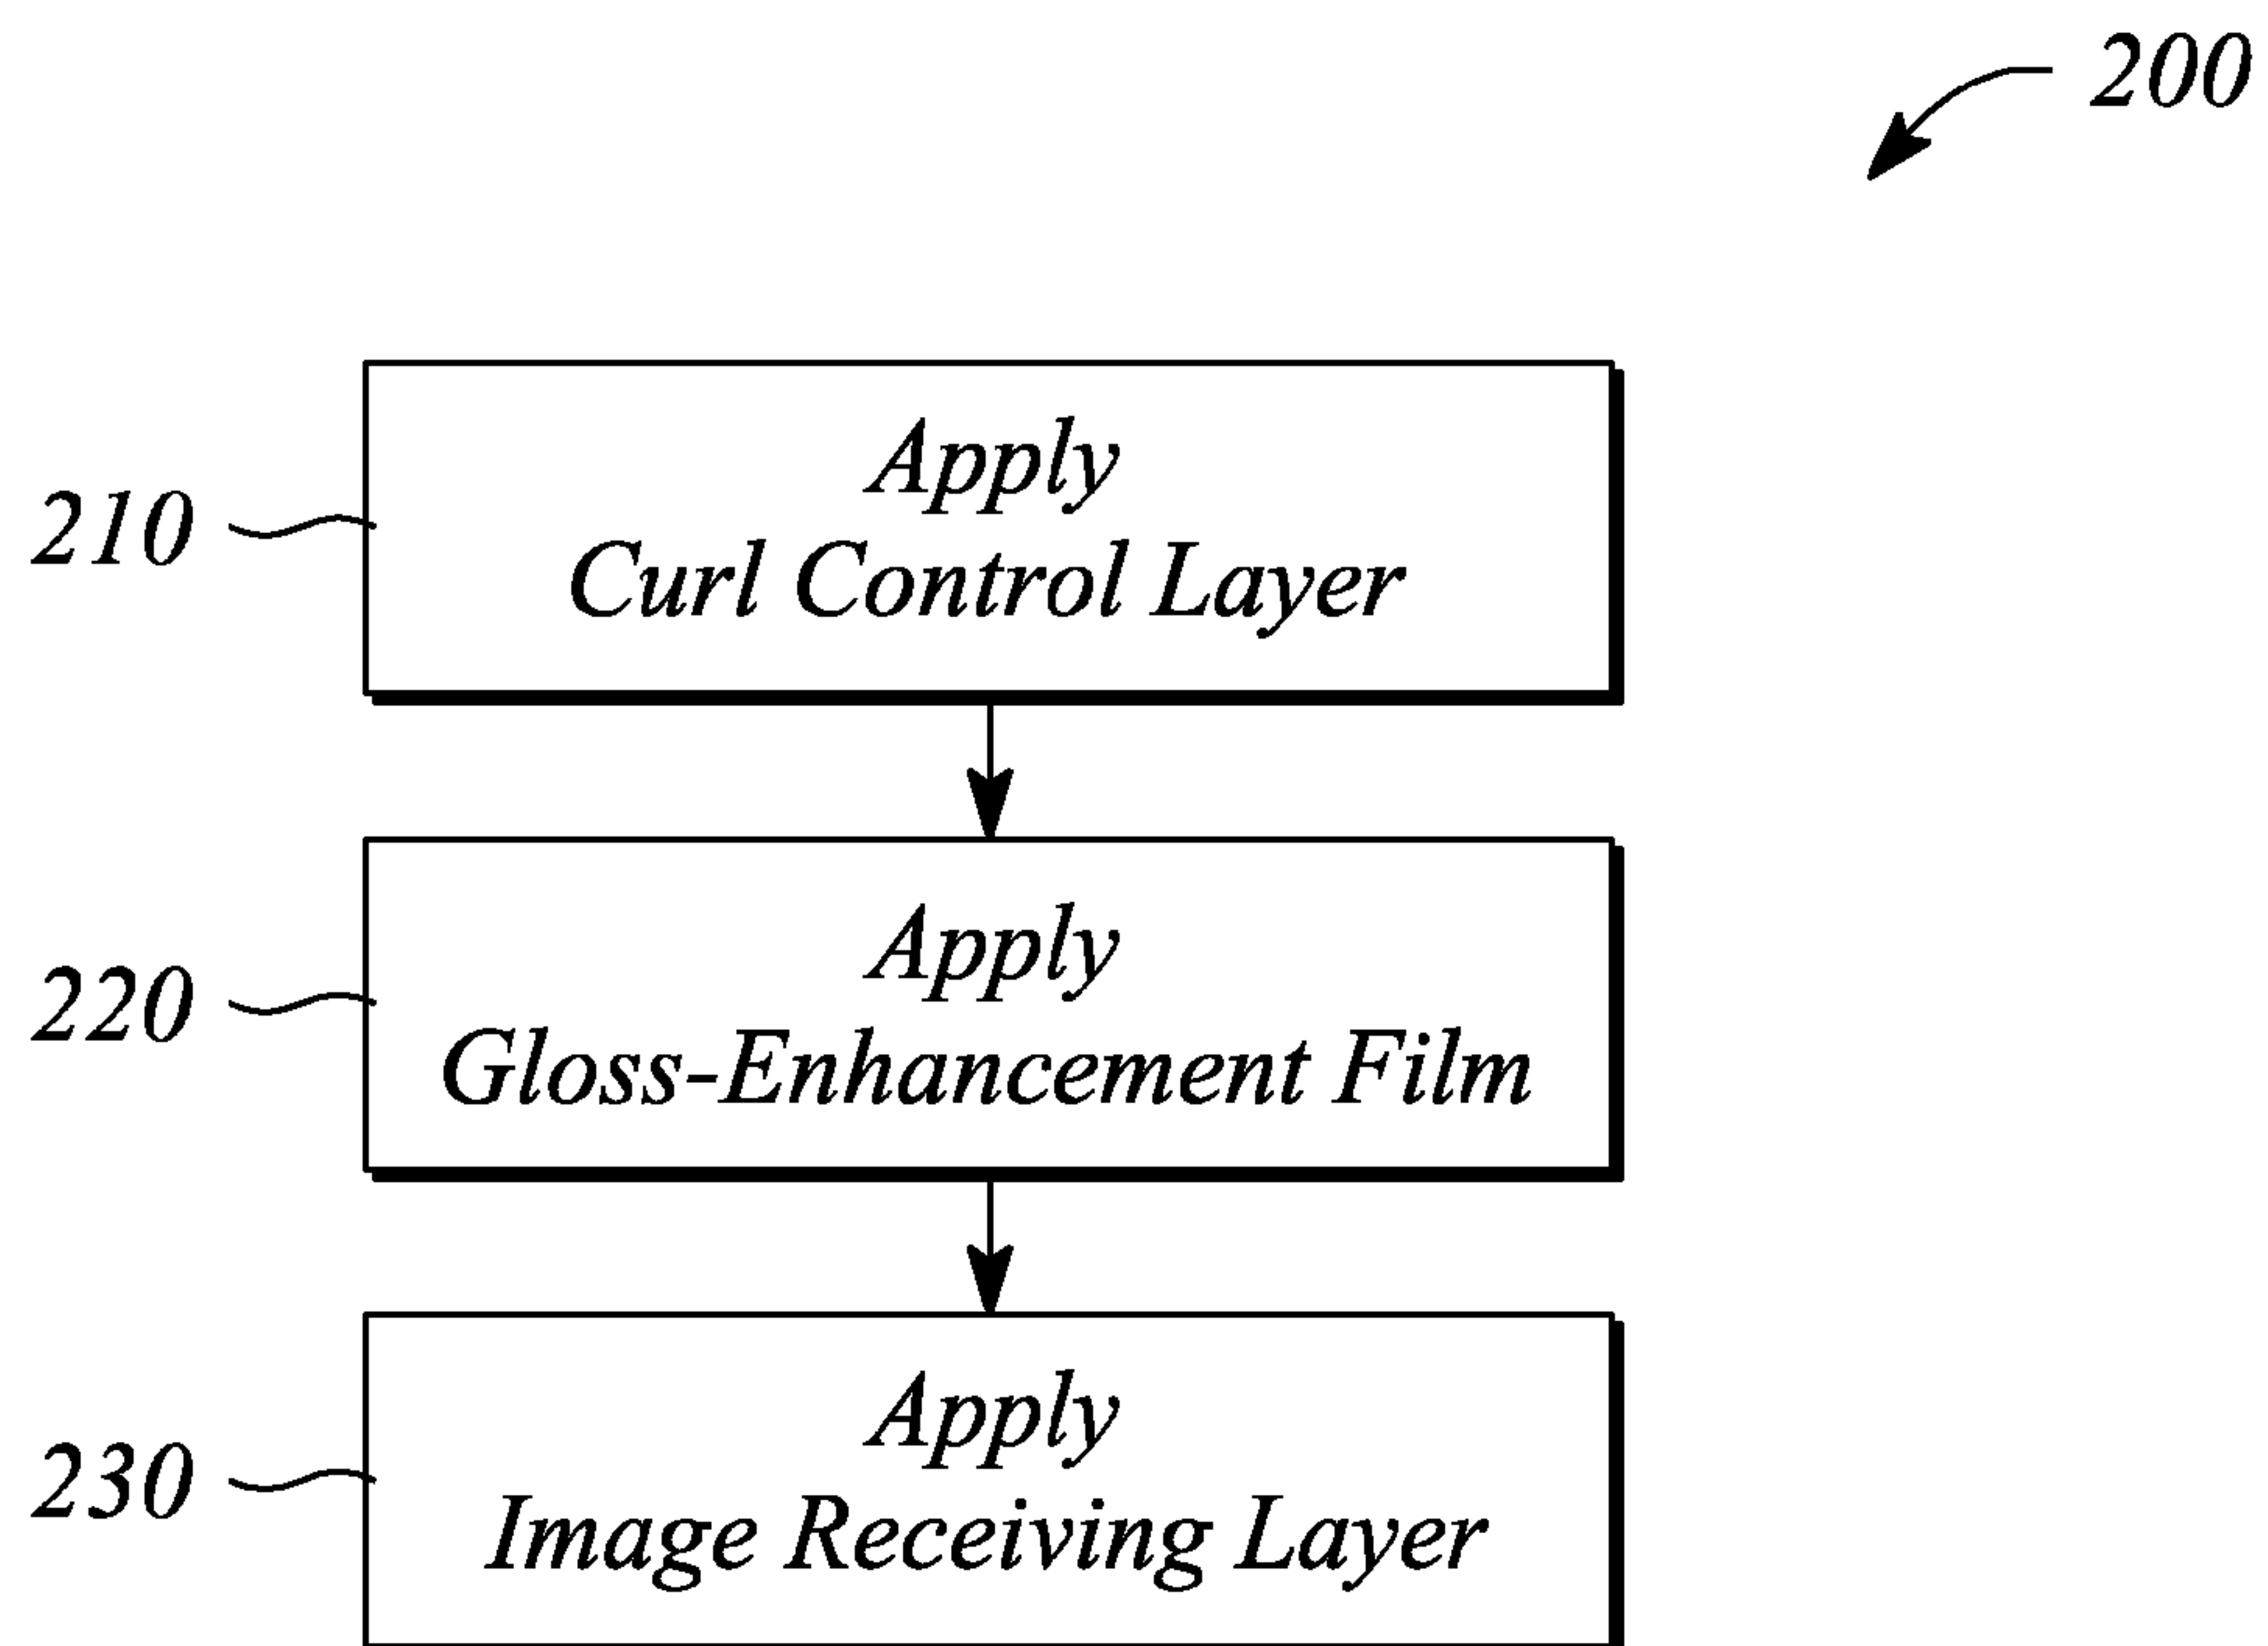 200
210
Apply
Curl Control Layer
220
Apply
Gloss-Enhancement Film
230
Apply
Image Receiving Layer